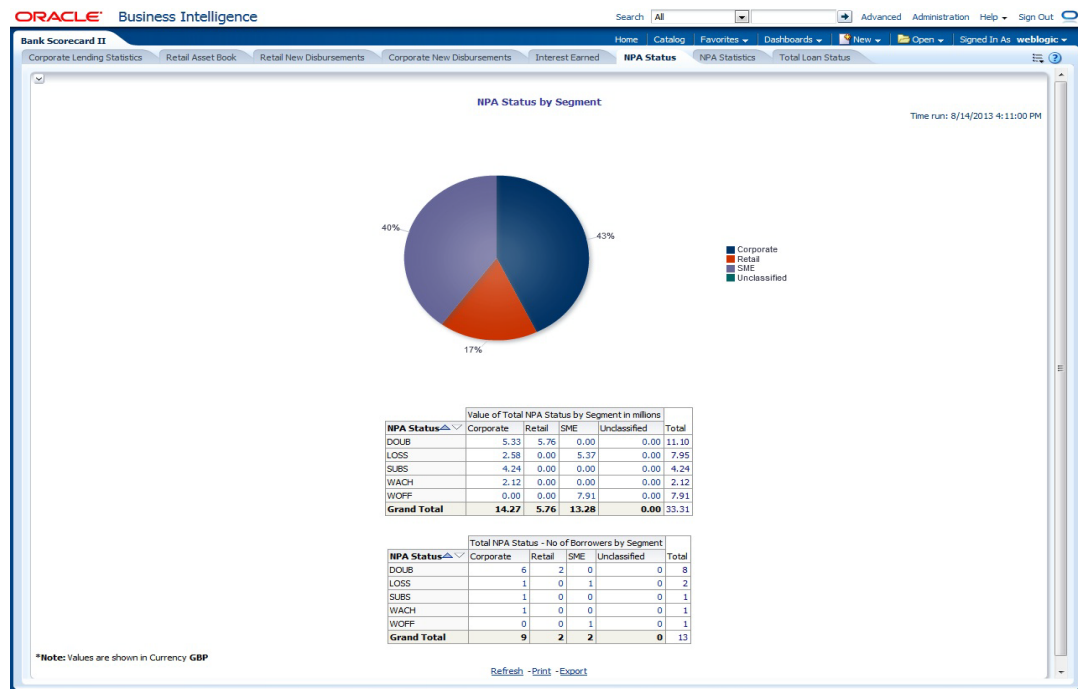 ORACLE Business Intelligence Search All Advanced Administration Help Sign Out
Bank Scorecard II Home Catalog Favorites Dashboards New Open Signed In As weblogic
Corporate Lending Statistics Retail Asset Book Retail New Disbursements Corporate New Disbursements Interest Earned NPA Status NPA Statistics Total Loan Status
NPA Status by Segment
Time run: 8/14/2013 4:11:00 PM
40%
43%
17%
Corporate
Retail
SME
Unclassified
Value of Total NPA Status by Segment in millions
NPA Status Corporate Retail SME Unclassified Total
DOUB 5.33 5.76 0.00 0.00 11.10
LOSS 2.58 0.00 5.37 0.00 7.95
SUBS 4.24 0.00 0.00 0.00 4.24
WACH 2.12 0.00 0.00 0.00 2.12
WOFF 0.00 0.00 7.91 0.00 7.91
Grand Total 14.27 5.76 13.28 0.00 33.31
Total NPA Status - No of Borrowers by Segment
NPA Status Corporate Retail SME Unclassified Total
DOUB 6 2 0 0 8
LOSS 1 0 1 0 2
SUBS 1 0 0 0 1
WACH 1 0 0 0 1
WOFF 0 0 1 0 1
Grand Total 9 2 2 0 13
*Note: Values are shown in Currency GBP
Refresh - Print - Export